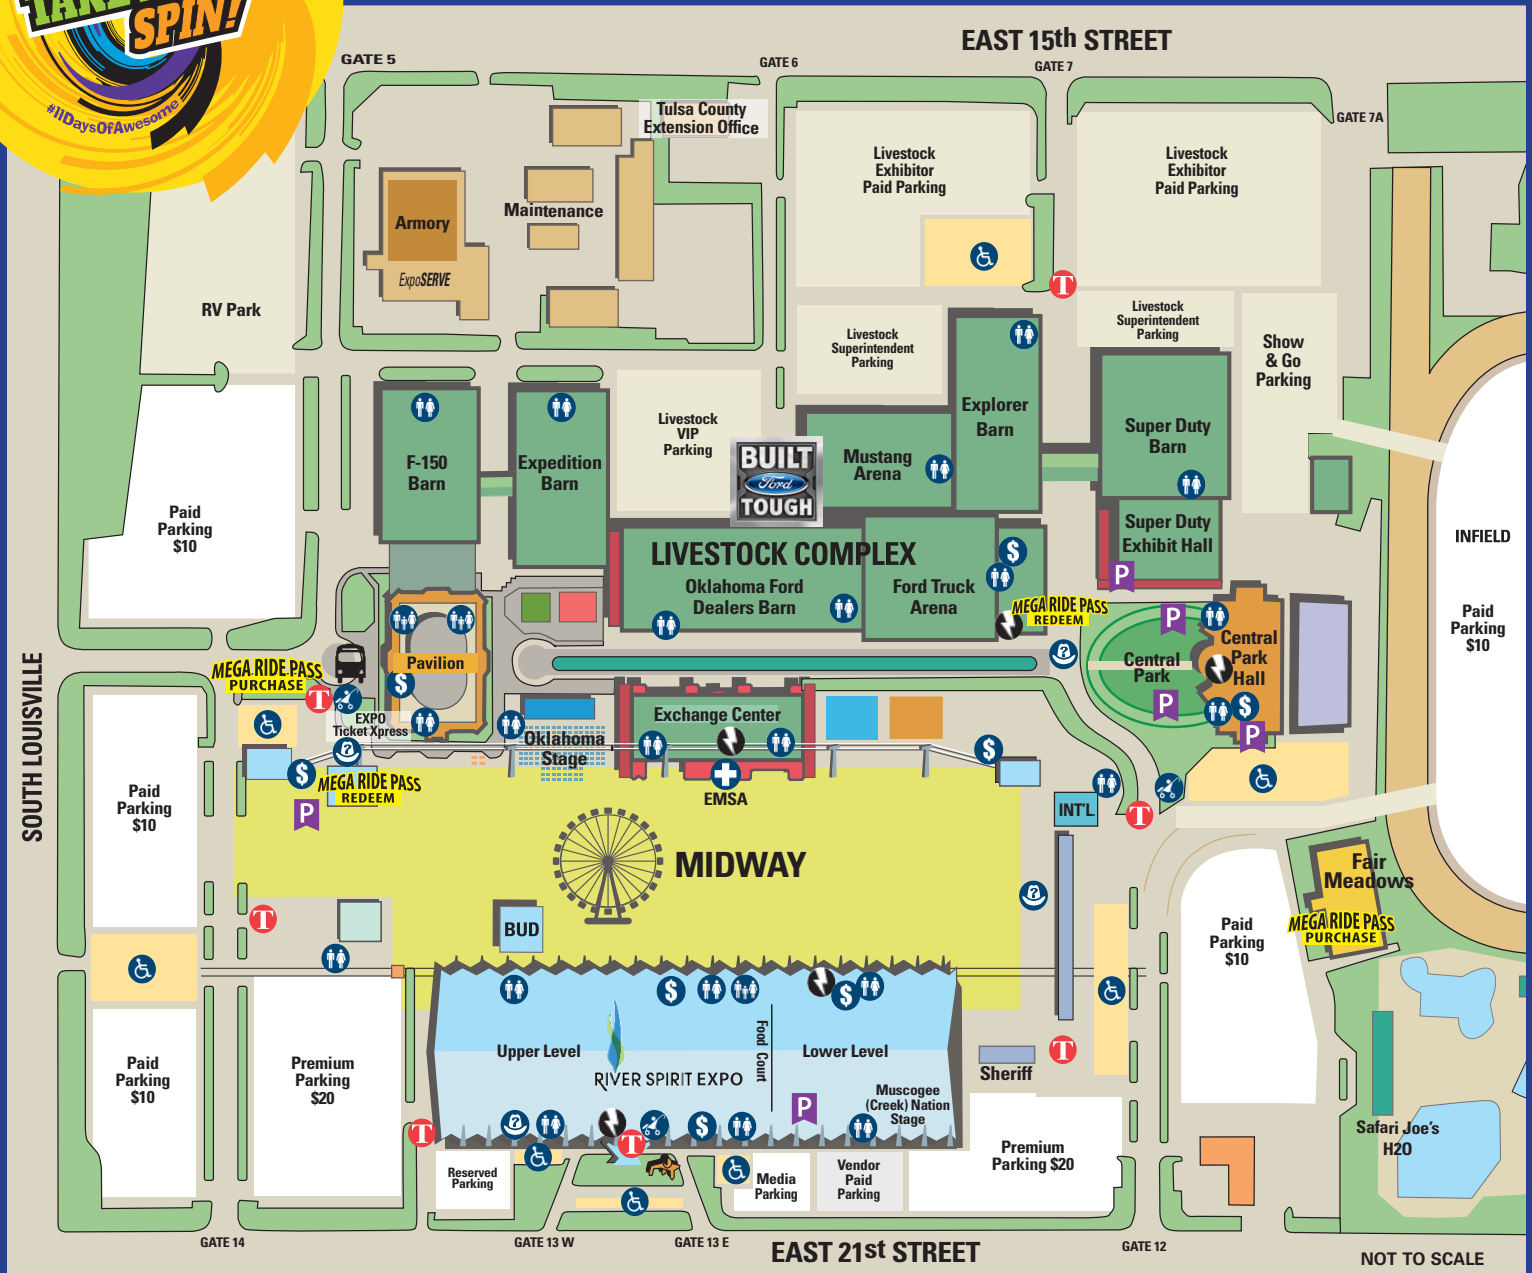 SPIN!
#11DaysOfAwesome
EAST 15th STREET
GATE 5
GATE 6
GATE 7
GATE 7A
Tulsa County
Extension Office
Armory
ExpoSERVE
Maintenance
Livestock
Exhibitor
Paid Parking
Livestock
Exhibitor
Paid Parking
RV Park
T
Livestock
Superintendent
Parking
Livestock
Superintendent
Parking
Show
& Go
Parking
Explorer
Barn
Super Duty
Barn
Livestock
VIP
Parking
Mustang
Arena
BUILT
Ford
TOUGH
F-150
Barn
Expedition
Barn
Paid
Parking
$10
Super Duty
Exhibit Hall
INFIELD
LIVESTOCK COMPLEX
$
P
Oklahoma Ford
Dealers Barn
Ford Truck
Arena
MEGA RIDE PASS
REDEEM
P
Paid
Parking
$10
Central
Park
Central
Park
Hall
P
$
P
?
SOUTH LOUISVILLE
MEGA RIDE PASS
PURCHASE
T
Pavilion
$
EXPO
Ticket Xpress
?
Oklahoma
Stage
Exchange Center
EMSA
$
$
MEGA RIDE PASS
REDEEM
P
INT'L
T
Paid
Parking
$10
MIDWAY
?
BUD
T
Fair
Meadows
MEGA RIDE PASS
PURCHASE
Paid
Parking
$10
$
$
Upper Level
Food Court
Lower Level
RIVER SPIRIT EXPO
Muscogee
(Creek) Nation
Stage
P
T
Sheriff
Paid
Parking
$10
Premium
Parking
$20
T
?
T
$
Safari Joe's
H2O
Premium
Parking $20
Reserved
Parking
Media
Parking
Vendor
Paid
Parking
GATE 14
GATE 13 W
GATE 13 E
EAST 21st STREET
GATE 12
NOT TO SCALE